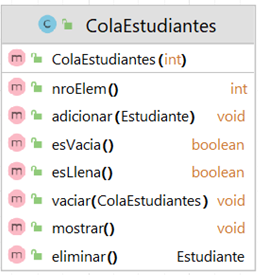 C ColaEstudiantes
m ColaEstudiantes(int)
m nroElem() int
m adicionar(Estudiante) void
m esVacia() boolean
m esLlena() boolean
m vaciar(ColaEstudiantes) void
m mostrar() void
m eliminar() Estudiante